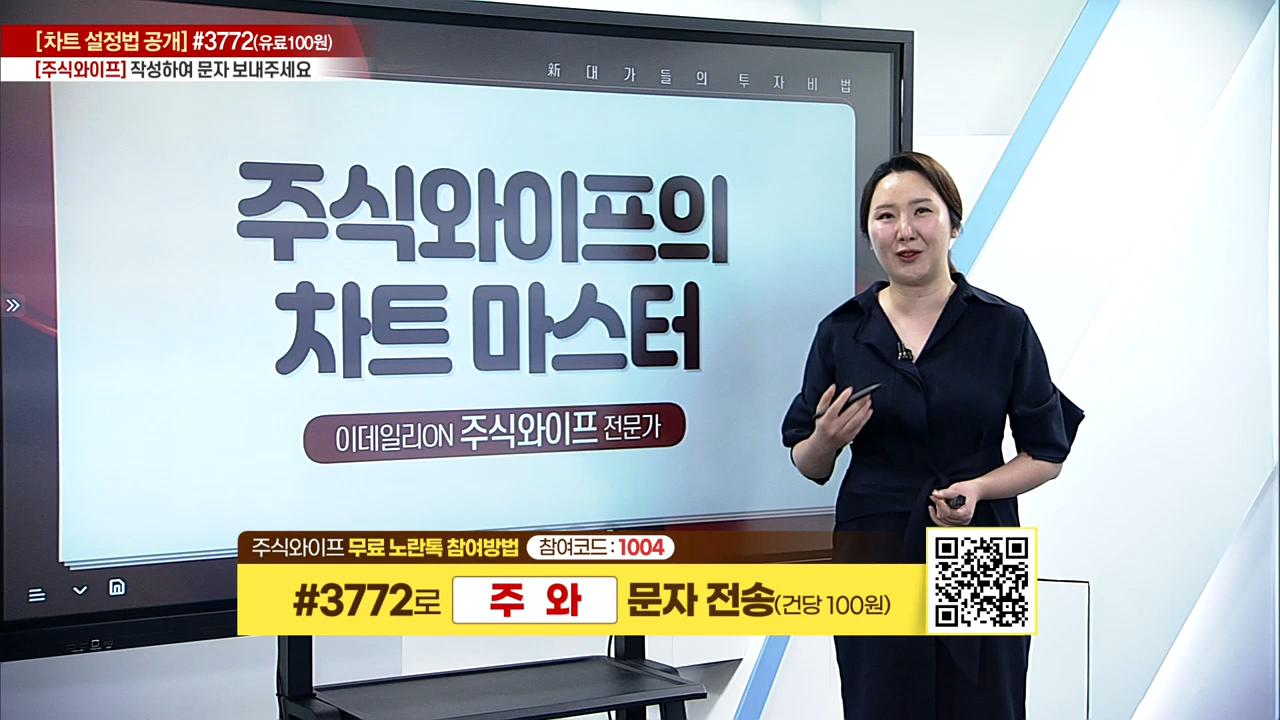 [차트 설정법 공개] #3772(유료100원)
[주식와이프] 작성하여 문자 보내주세요
新 대 가 들 의 투 자 비 법
주식와이프의
차트 마스터
이데일리ON 주식와이프 전문가
주식와이프 무료 노란톡 참여방법 참여코드 : 1004
#3772로 주 와 문자 전송(건당 100원)